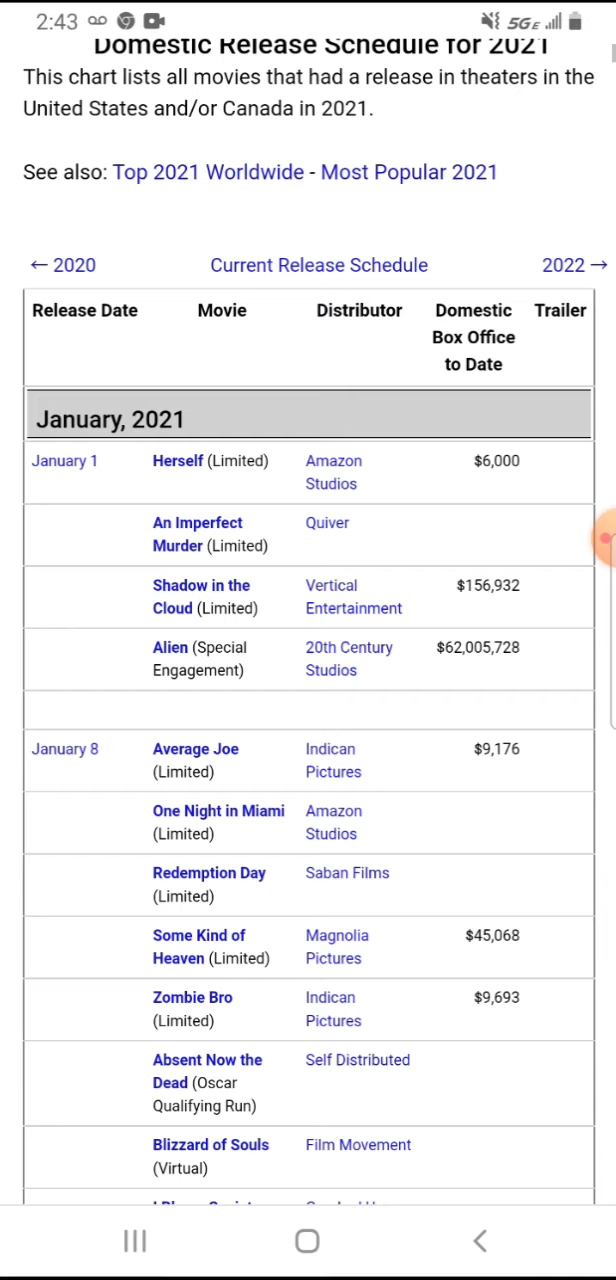 2:43
5GE
Domestic Release Schedule for 2021
This chart lists all movies that had a release in theaters in the
United States and/or Canada in 2021.
See also: Top 2021 Worldwide - Most Popular 2021
← 2020 Current Release Schedule 2022 →
Release Date Movie Distributor Domestic Trailer
Box Office
to Date
January, 2021
January 1 Herself (Limited) Amazon $6,000
Studios
An Imperfect Quiver
Murder (Limited)
Shadow in the Vertical $156,932
Cloud (Limited) Entertainment
Alien (Special 20th Century $62,005,728
Engagement) Studios
January 8 Average Joe Indican $9,176
(Limited) Pictures
One Night in Miami Amazon
(Limited) Studios
Redemption Day Saban Films
(Limited)
Some Kind of Magnolia $45,068
Heaven (Limited) Pictures
Zombie Bro Indican $9,693
(Limited) Pictures
Absent Now the Self Distributed
Dead (Oscar
Qualifying Run)
Blizzard of Souls Film Movement
(Virtual)